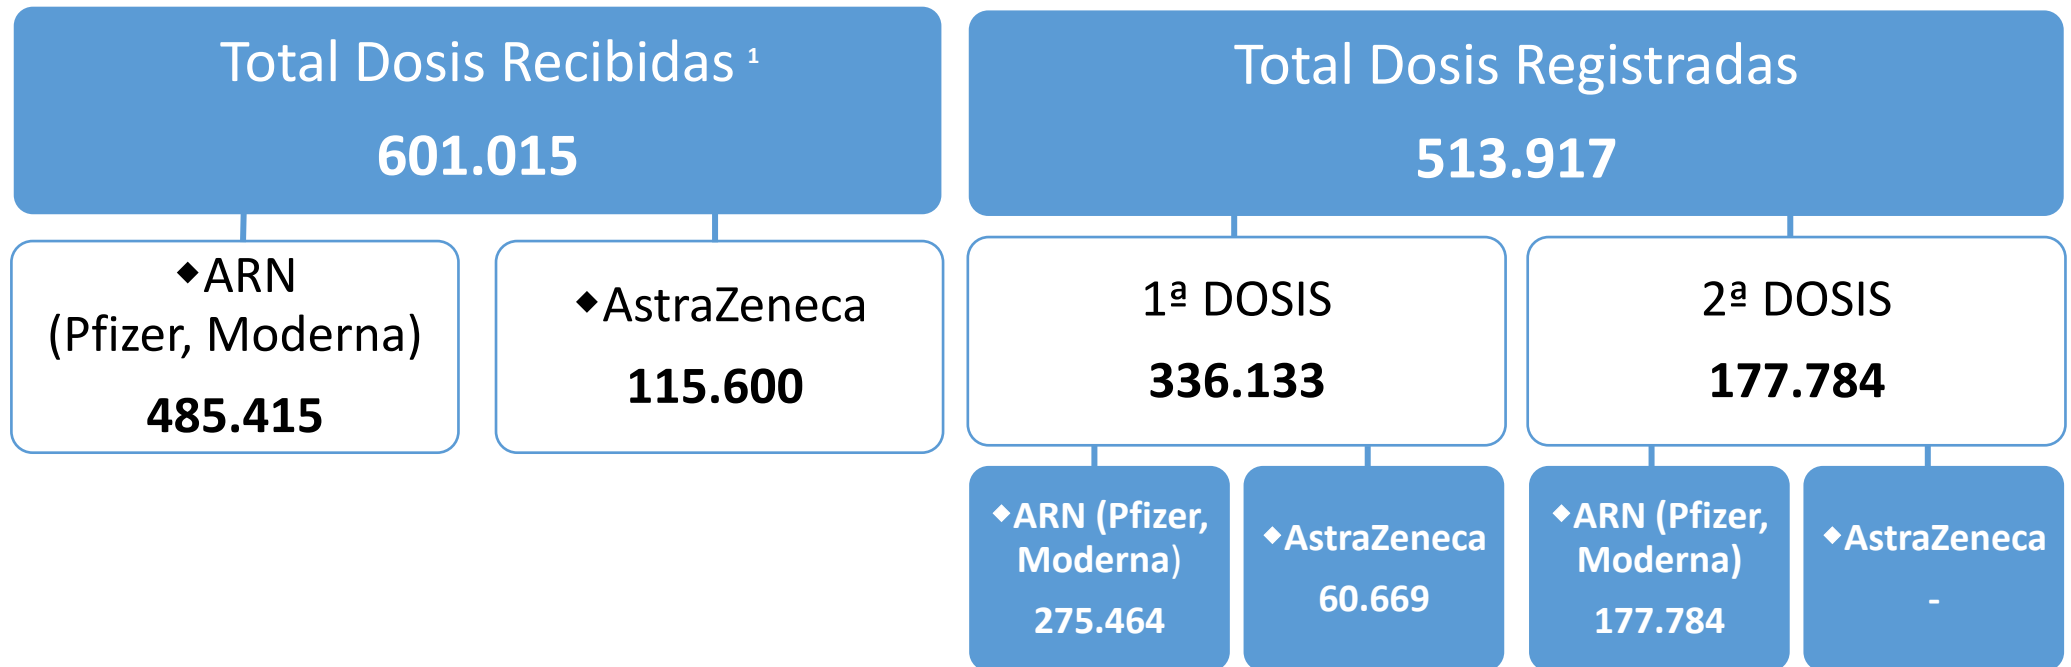 Total Dosis Recibidas ¹
601.015
◆ARN
(Pfizer, Moderna)
485.415
◆AstraZeneca
115.600
Total Dosis Registradas
513.917
1ª DOSIS
336.133
◆ARN (Pfizer,
Moderna)
275.464
◆AstraZeneca
60.669
2ª DOSIS
177.784
◆ARN (Pfizer,
Moderna)
177.784
◆AstraZeneca
-